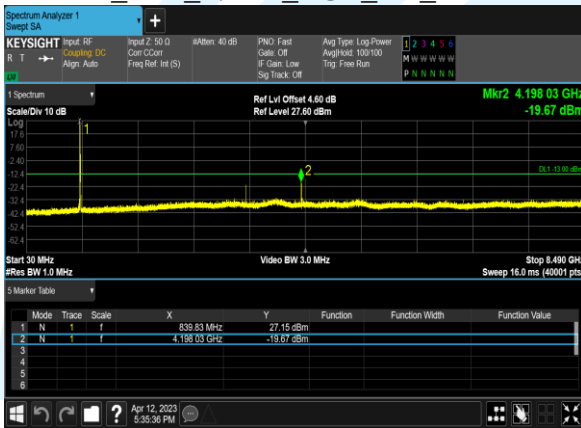 Spectrum Analyzer 1
Swept SA
+
KEYSIGHT
R T
LV
Input: RF
Coupling: DC
Align: Auto
Input Z: 50 Ω
Corr CCorr
Freq Ref: Int (S)
#Atten: 40 dB
PNO: Fast
Gate: Off
IF Gain: Low
Sig Track: Off
Avg Type: Log-Power
Avg|Hold: 100/100
Trig: Free Run
1 2 3 4 5 6
M W W W W W
P N N N N N
1 Spectrum
Scale/Div 10 dB
Ref Lvl Offset 4.60 dB
Ref Level 27.60 dBm
Mkr2 4.198 03 GHz
-19.67 dBm
Log
17.6
7.60
-2.40
-12.4
-22.4
-32.4
-42.4
-52.4
-62.4
1
2
DL1 -13.00 dBm
Start 30 MHz
#Res BW 1.0 MHz
Video BW 3.0 MHz
Stop 8.490 GHz
Sweep 16.0 ms (40001 pts)
5 Marker Table
Mode Trace Scale X Y Function Function Width Function Value
1 N 1 f 839.83 MHz 27.15 dBm
2 N 1 f 4.198 03 GHz -19.67 dBm
3
4
5
6
?
Apr 12, 2023
5:35:36 PM